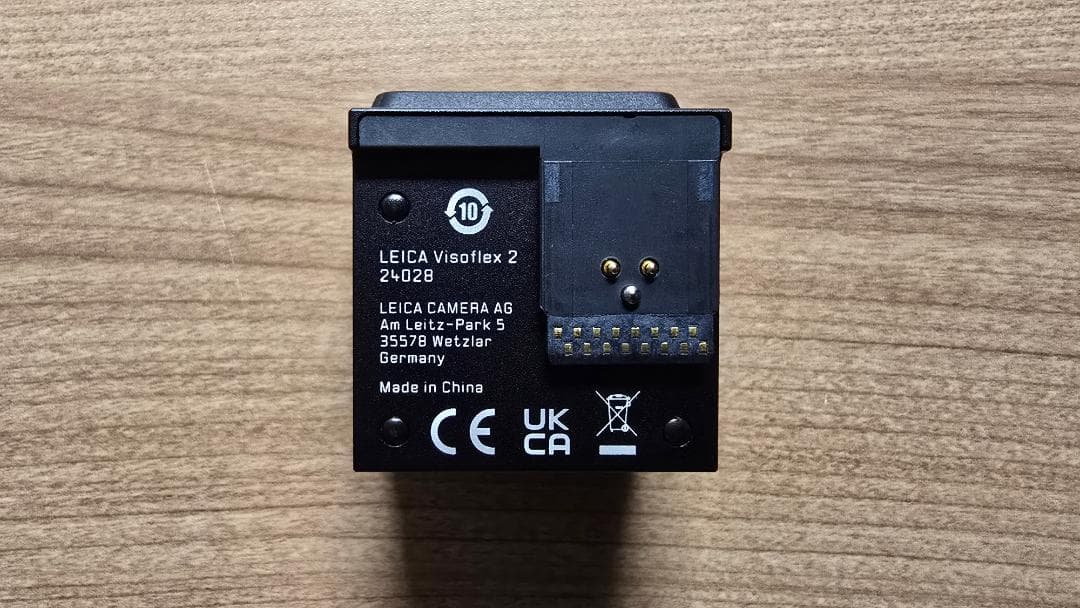 10
LEICA Visoflex 2
24028
LEICA CAMERA AG
Am Leitz-Park 5
35578 Wetzlar
Germany
Made in China
CE
UK
CA